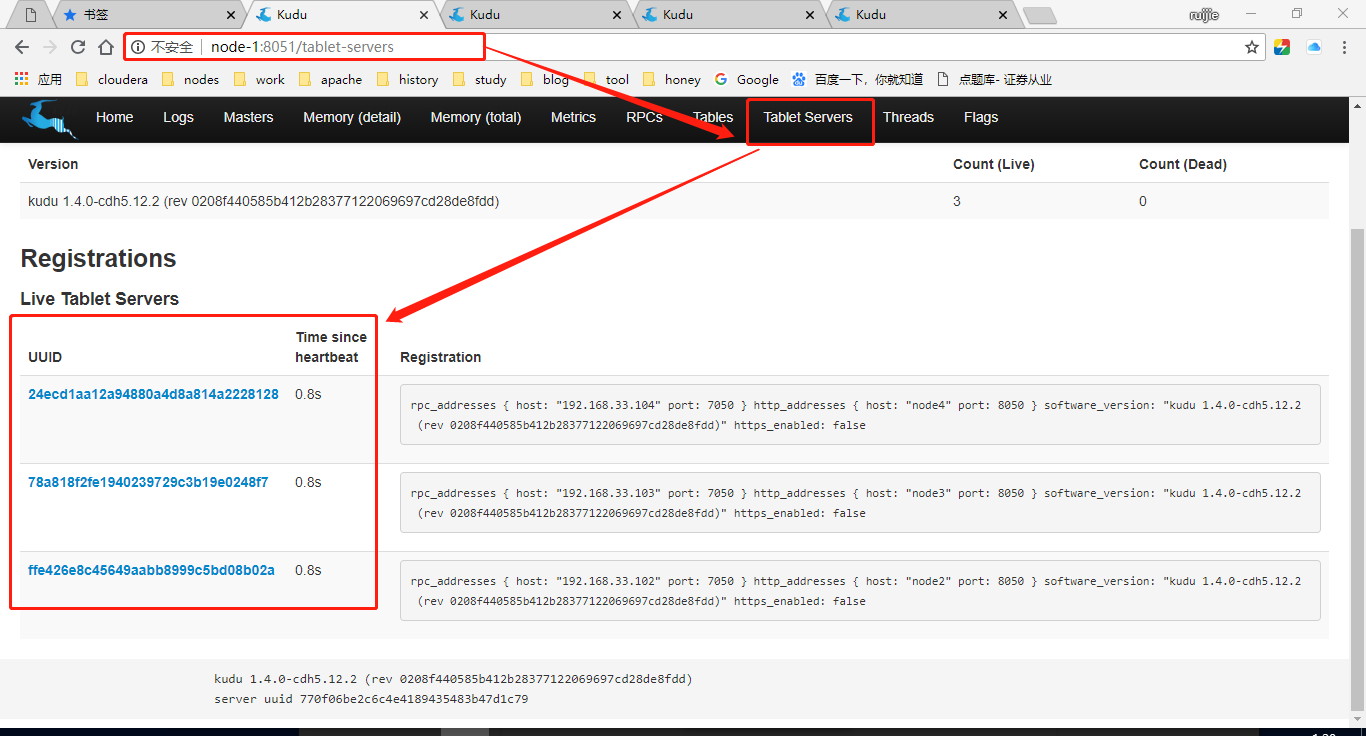 书签
Kudu
Kudu
Kudu
Kudu
ruijie
不安全 node-1:8051/tablet-servers
应用 cloudera nodes work apache history study blog tool honey Google 百度一下，你就知道 点题库- 证券从业
Home Logs Masters Memory (detail) Memory (total) Metrics RPCs Tables Tablet Servers Threads Flags
Version Count (Live) Count (Dead)
kudu 1.4.0-cdh5.12.2 (rev 0208f440585b412b28377122069697cd28de8fdd) 3 0
Registrations
Live Tablet Servers
UUID Time since heartbeat Registration
24ecd1aa12a94880a4d8a814a2228128 0.8s
rpc_addresses { host: "192.168.33.104" port: 7050 } http_addresses { host: "node4" port: 8050 } software_version: "kudu 1.4.0-cdh5.12.2
(rev 0208f440585b412b28377122069697cd28de8fdd)" https_enabled: false
78a818f2fe1940239729c3b19e0248f7 0.8s
rpc_addresses { host: "192.168.33.103" port: 7050 } http_addresses { host: "node3" port: 8050 } software_version: "kudu 1.4.0-cdh5.12.2
(rev 0208f440585b412b28377122069697cd28de8fdd)" https_enabled: false
ffe426e8c45649aabb8999c5bd08b02a 0.8s
rpc_addresses { host: "192.168.33.102" port: 7050 } http_addresses { host: "node2" port: 8050 } software_version: "kudu 1.4.0-cdh5.12.2
(rev 0208f440585b412b28377122069697cd28de8fdd)" https_enabled: false
kudu 1.4.0-cdh5.12.2 (rev 0208f440585b412b28377122069697cd28de8fdd)
server uuid 770f06be2c6c4e4189435483b47d1c79